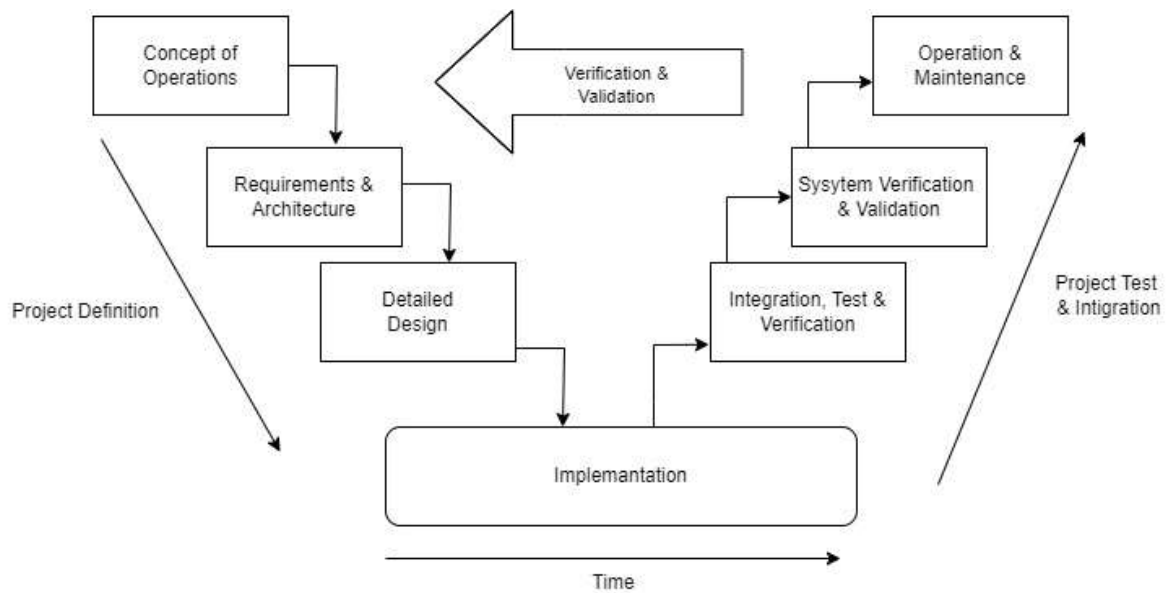 Concept of
Operations
Verification &
Validation
Operation &
Maintenance
Requirements &
Architecture
Sysytem Verification
& Validation
Project Definition
Detailed
Design
Integration, Test &
Verification
Project Test
& Intigration
Implemantation
Time